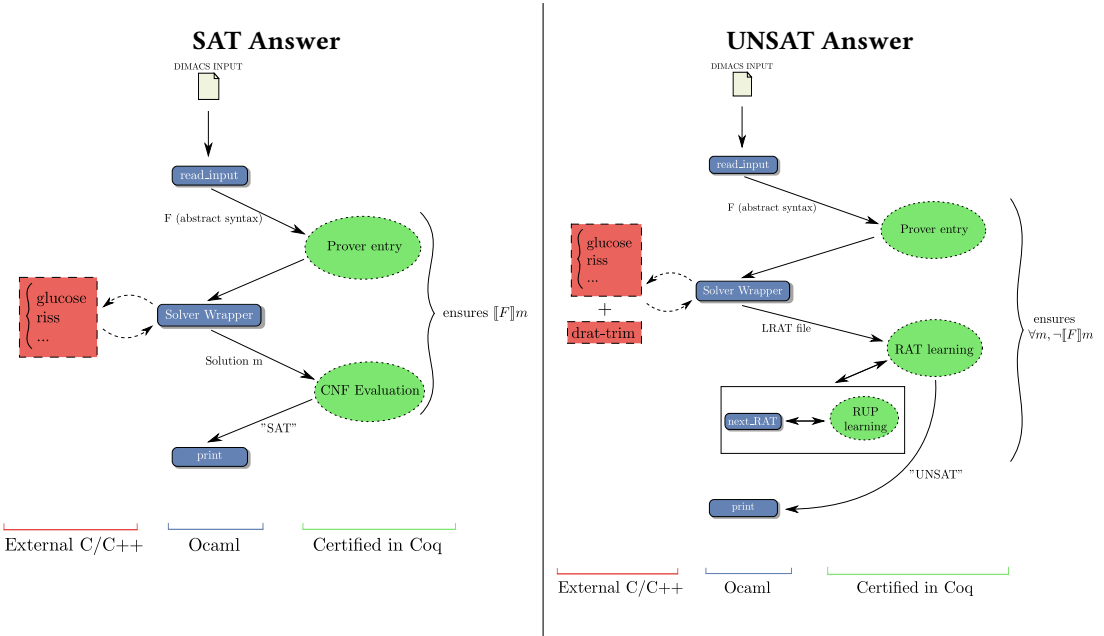 SAT Answer
DIMACS INPUT
read_input
F (abstract syntax)
Prover entry
glucose
riss
...
Solver Wrapper
ensures ⟦F⟧m
Solution m
CNF Evaluation
"SAT"
print
External C/C++
Ocaml
Certified in Coq
UNSAT Answer
DIMACS INPUT
read_input
F (abstract syntax)
Prover entry
glucose
riss
...
+
drat-trim
Solver Wrapper
LRAT file
RAT learning
ensures
∀m, ¬⟦F⟧m
next_RAT
RUP
learning
"UNSAT"
print
External C/C++
Ocaml
Certified in Coq